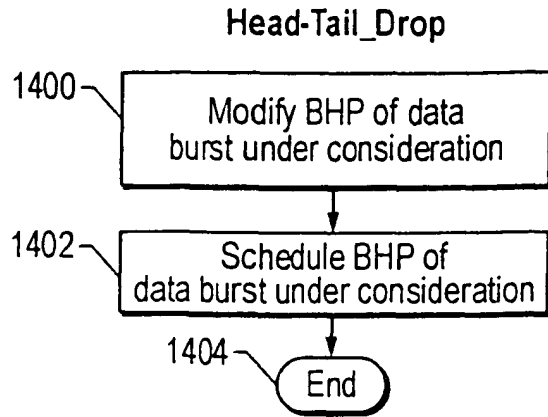 Head-Tail_Drop
1400
Modify BHP of data
burst under consideration
1402
Schedule BHP of
data burst under consideration
1404
End